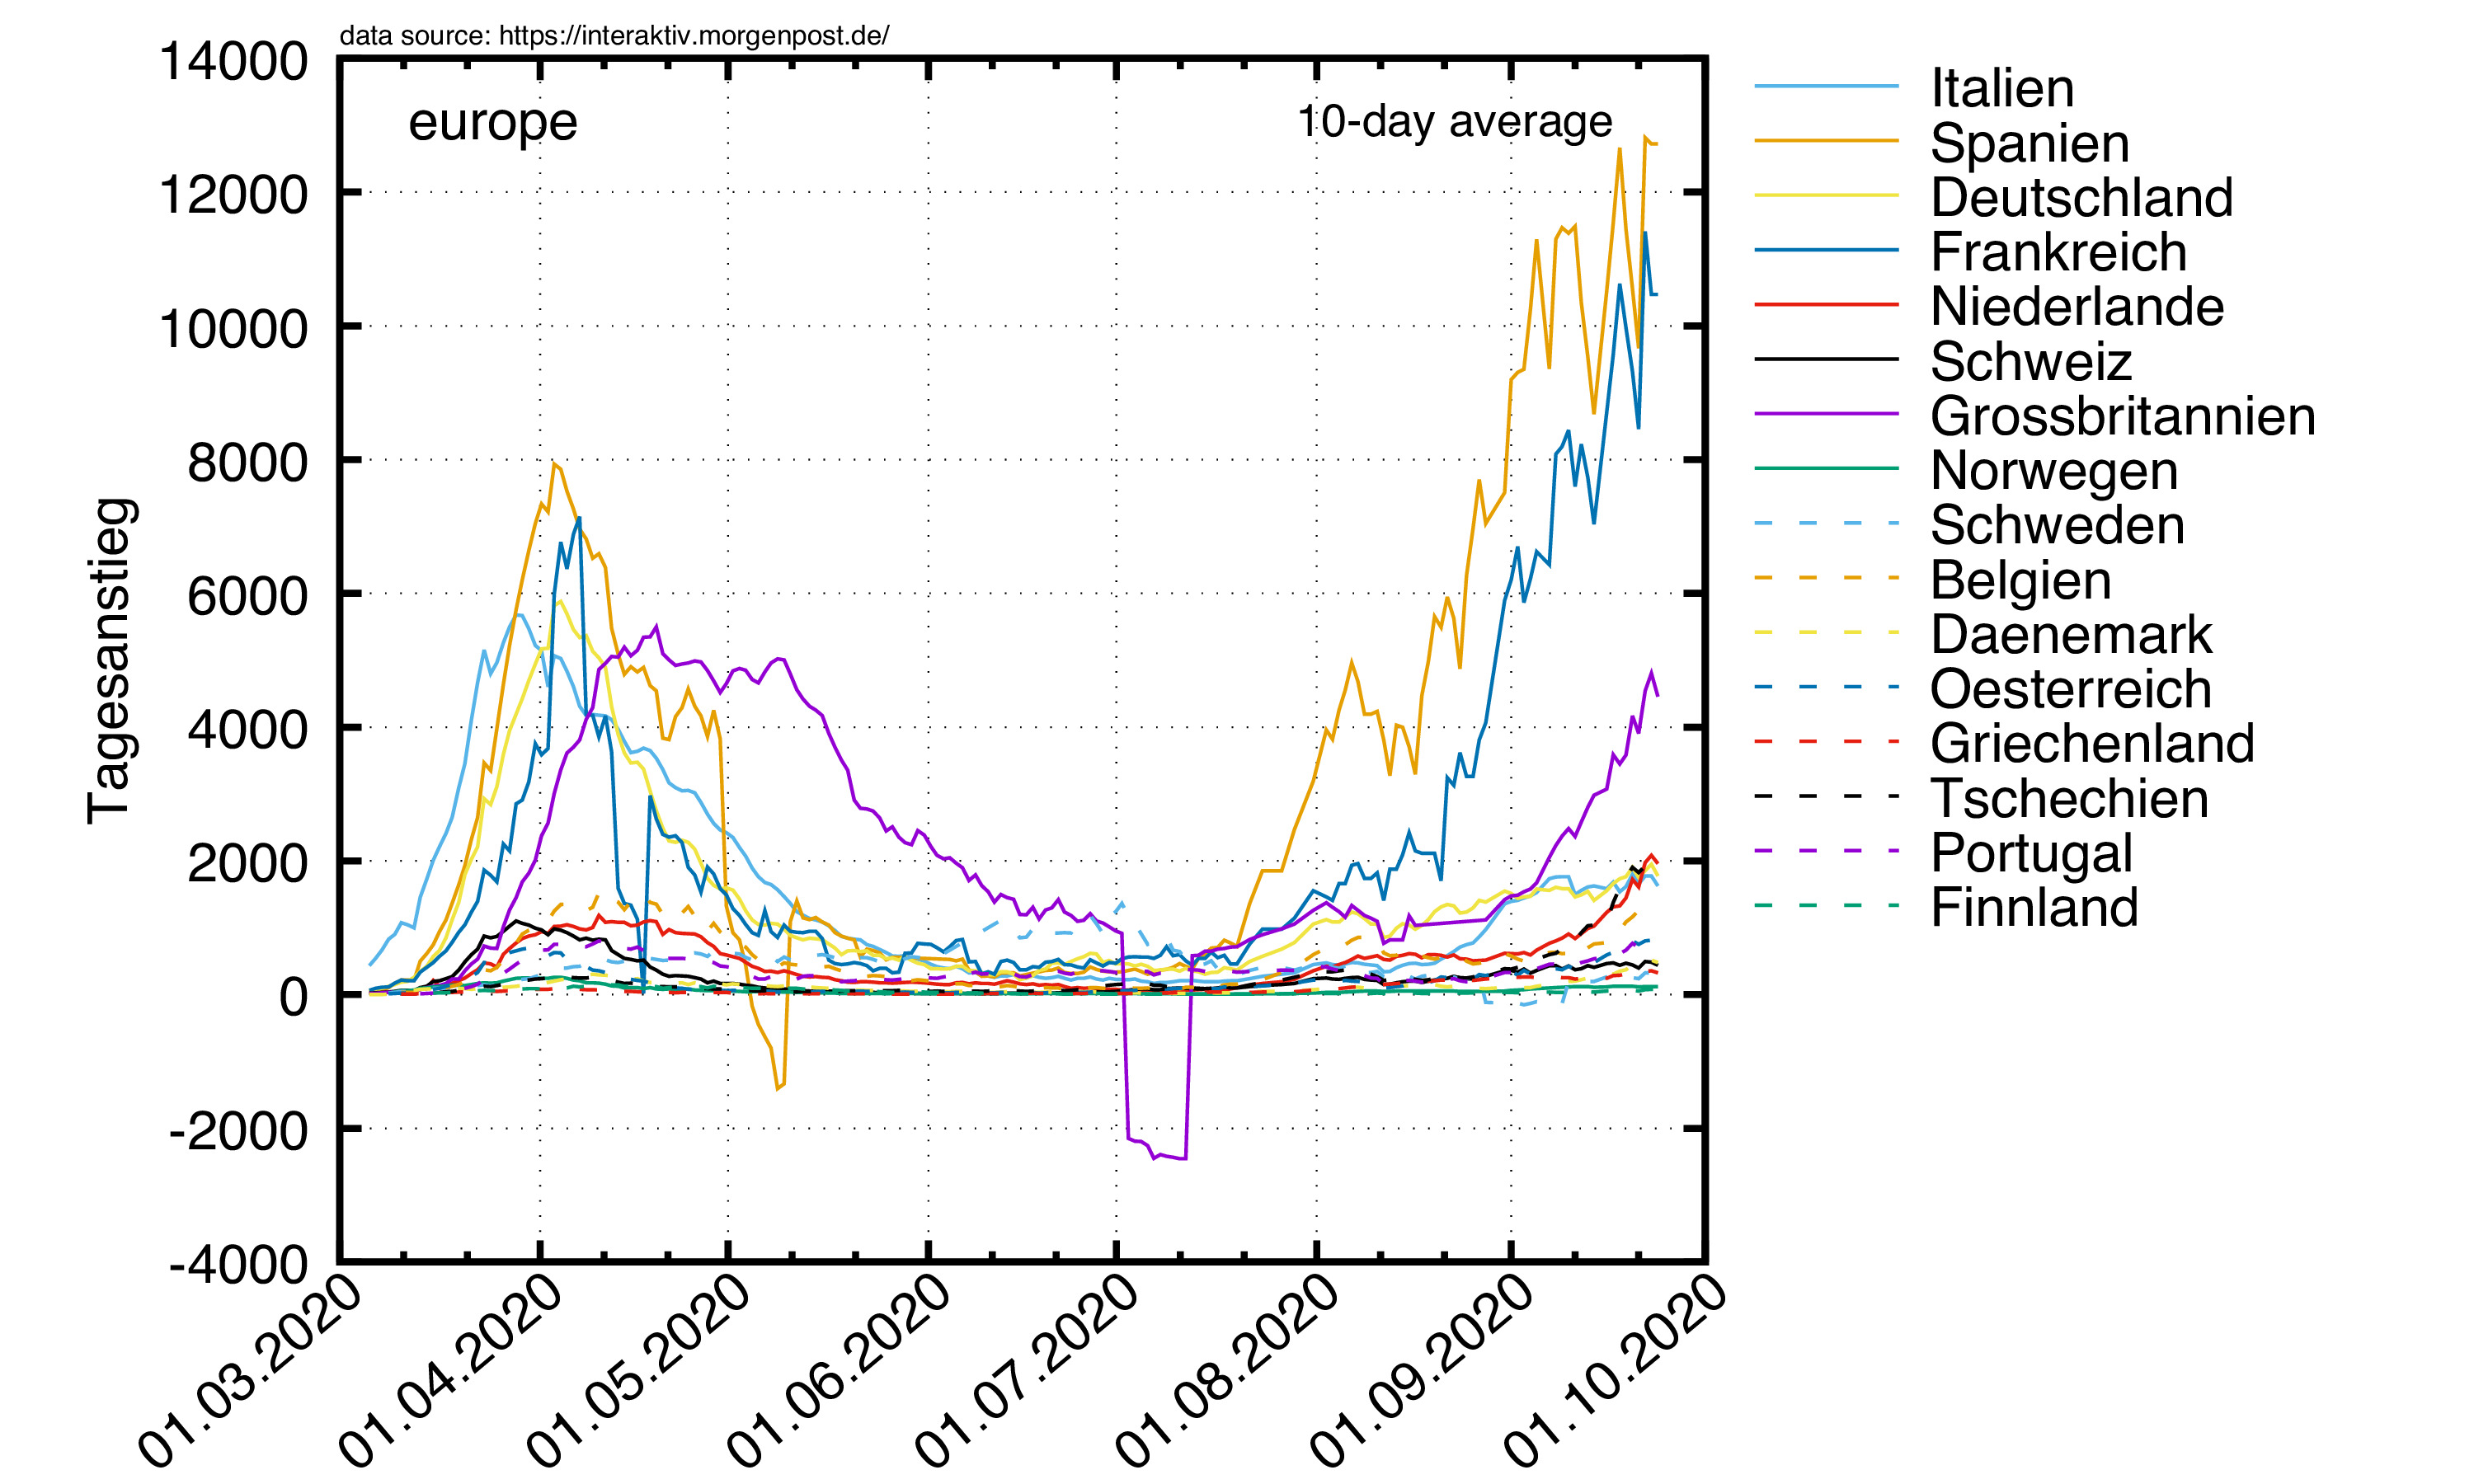 data source: https://interaktiv.morgenpost.de/
europe
10-day average
Tagesanstieg
14000
12000
10000
8000
6000
4000
2000
0
-2000
-4000
01.03.2020
01.04.2020
01.05.2020
01.06.2020
01.07.2020
01.08.2020
01.09.2020
01.10.2020
Italien
Spanien
Deutschland
Frankreich
Niederlande
Schweiz
Grossbritannien
Norwegen
Schweden
Belgien
Daenemark
Oesterreich
Griechenland
Tschechien
Portugal
Finnland